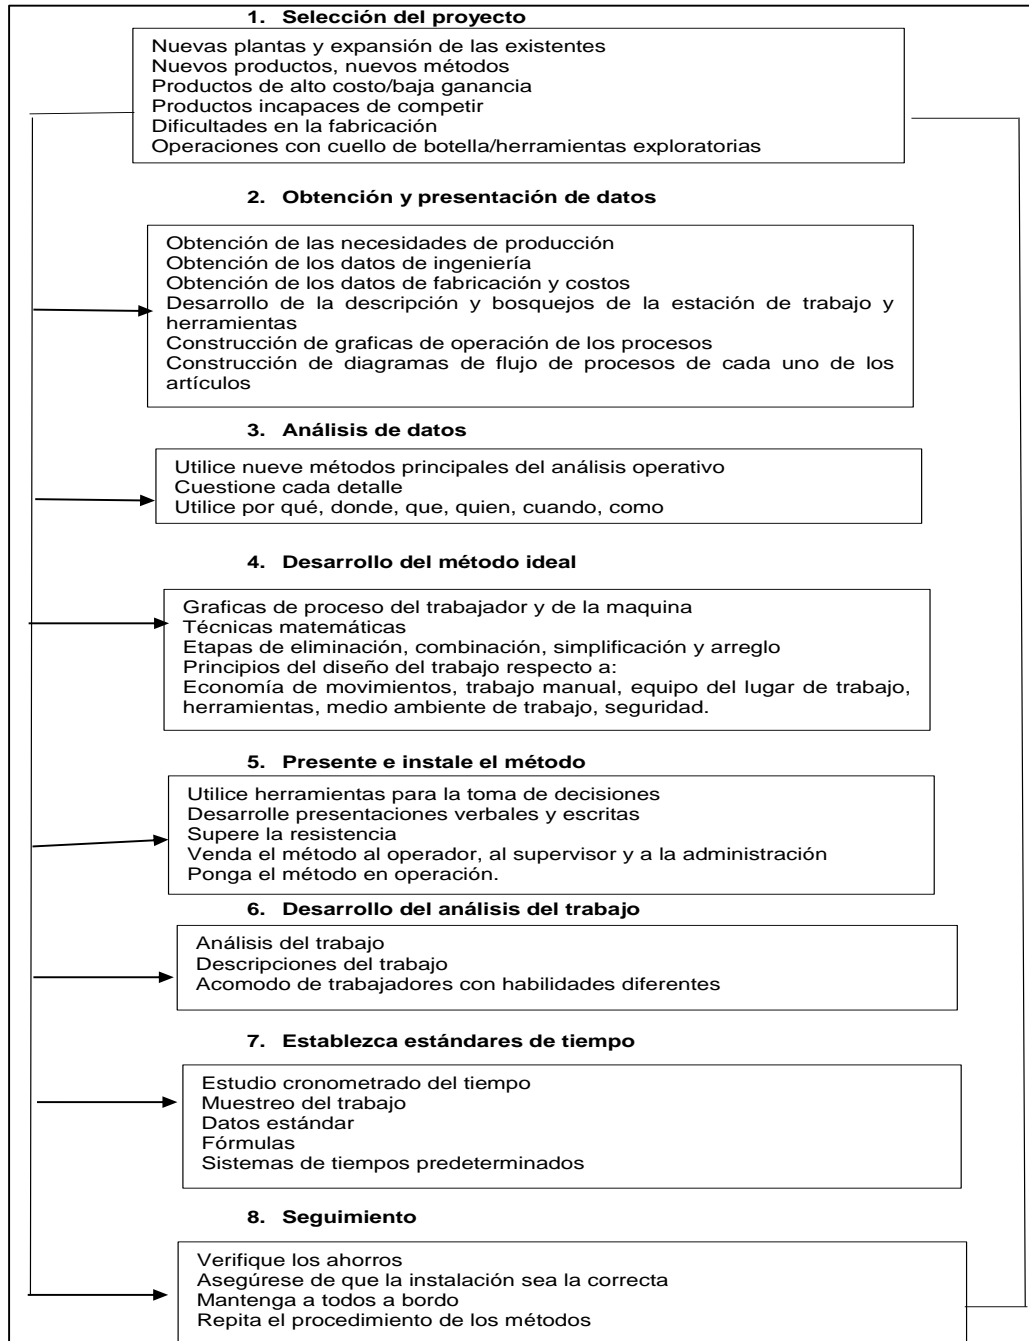 1. Selección del proyecto
Nuevas plantas y expansión de las existentes
Nuevos productos, nuevos métodos
Productos de alto costo/baja ganancia
Productos incapaces de competir
Dificultades en la fabricación
Operaciones con cuello de botella/herramientas exploratorias
2. Obtención y presentación de datos
Obtención de las necesidades de producción
Obtención de los datos de ingeniería
Obtención de los datos de fabricación y costos
Desarrollo de la descripción y bosquejos de la estación de trabajo y
herramientas
Construcción de graficas de operación de los procesos
Construcción de diagramas de flujo de procesos de cada uno de los
artículos
3. Análisis de datos
Utilice nueve métodos principales del análisis operativo
Cuestione cada detalle
Utilice por qué, donde, que, quien, cuando, como
4. Desarrollo del método ideal
Graficas de proceso del trabajador y de la maquina
Técnicas matemáticas
Etapas de eliminación, combinación, simplificación y arreglo
Principios del diseño del trabajo respecto a:
Economía de movimientos, trabajo manual, equipo del lugar de trabajo,
herramientas, medio ambiente de trabajo, seguridad.
5. Presente e instale el método
Utilice herramientas para la toma de decisiones
Desarrolle presentaciones verbales y escritas
Supere la resistencia
Venda el método al operador, al supervisor y a la administración
Ponga el método en operación.
6. Desarrollo del análisis del trabajo
Análisis del trabajo
Descripciones del trabajo
Acomodo de trabajadores con habilidades diferentes
7. Establezca estándares de tiempo
Estudio cronometrado del tiempo
Muestreo del trabajo
Datos estándar
Fórmulas
Sistemas de tiempos predeterminados
8. Seguimiento
Verifique los ahorros
Asegúrese de que la instalación sea la correcta
Mantenga a todos a bordo
Repita el procedimiento de los métodos